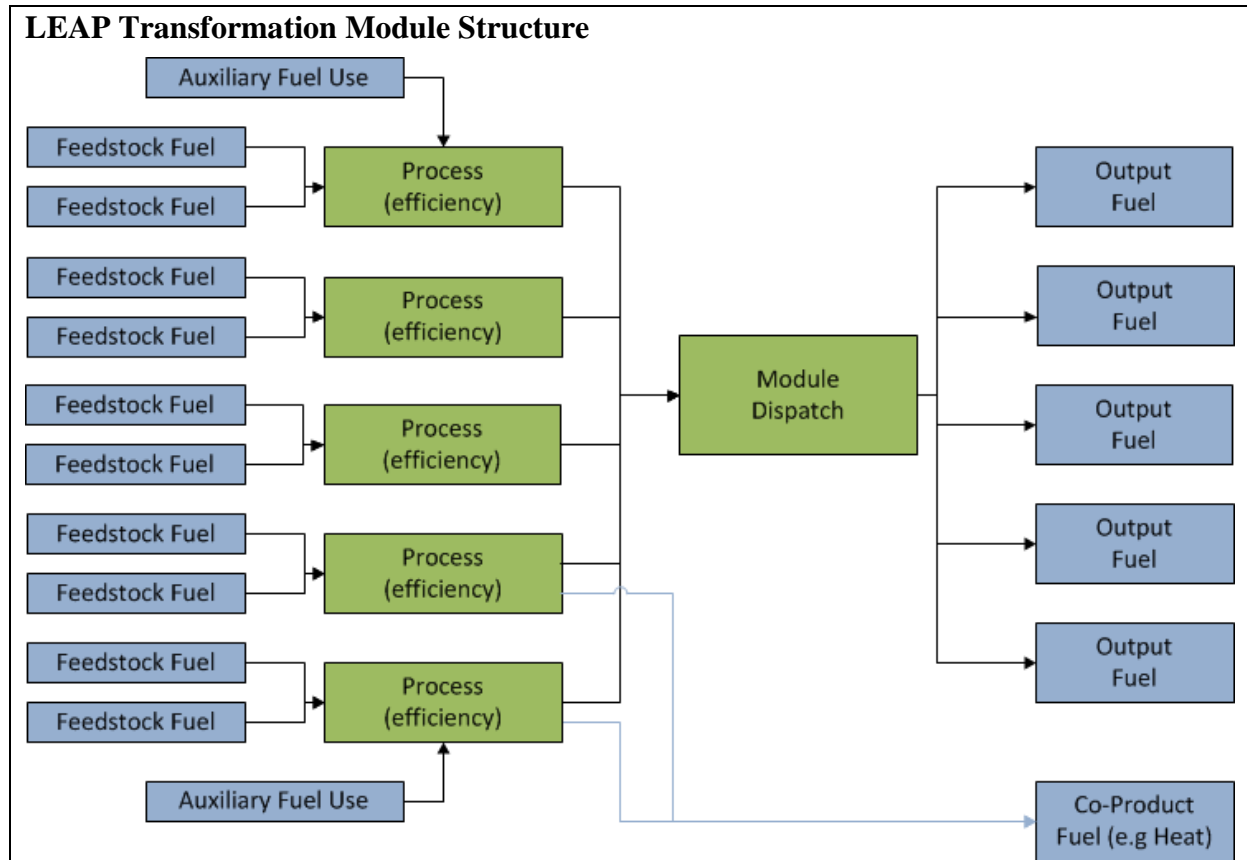 LEAP Transformation Module Structure
Auxiliary Fuel Use
Feedstock Fuel
Feedstock Fuel
Process
(efficiency)
Feedstock Fuel
Feedstock Fuel
Process
(efficiency)
Feedstock Fuel
Feedstock Fuel
Process
(efficiency)
Feedstock Fuel
Feedstock Fuel
Process
(efficiency)
Feedstock Fuel
Feedstock Fuel
Process
(efficiency)
Auxiliary Fuel Use
Module
Dispatch
Output
Fuel
Output
Fuel
Output
Fuel
Output
Fuel
Output
Fuel
Co-Product
Fuel (e.g Heat)